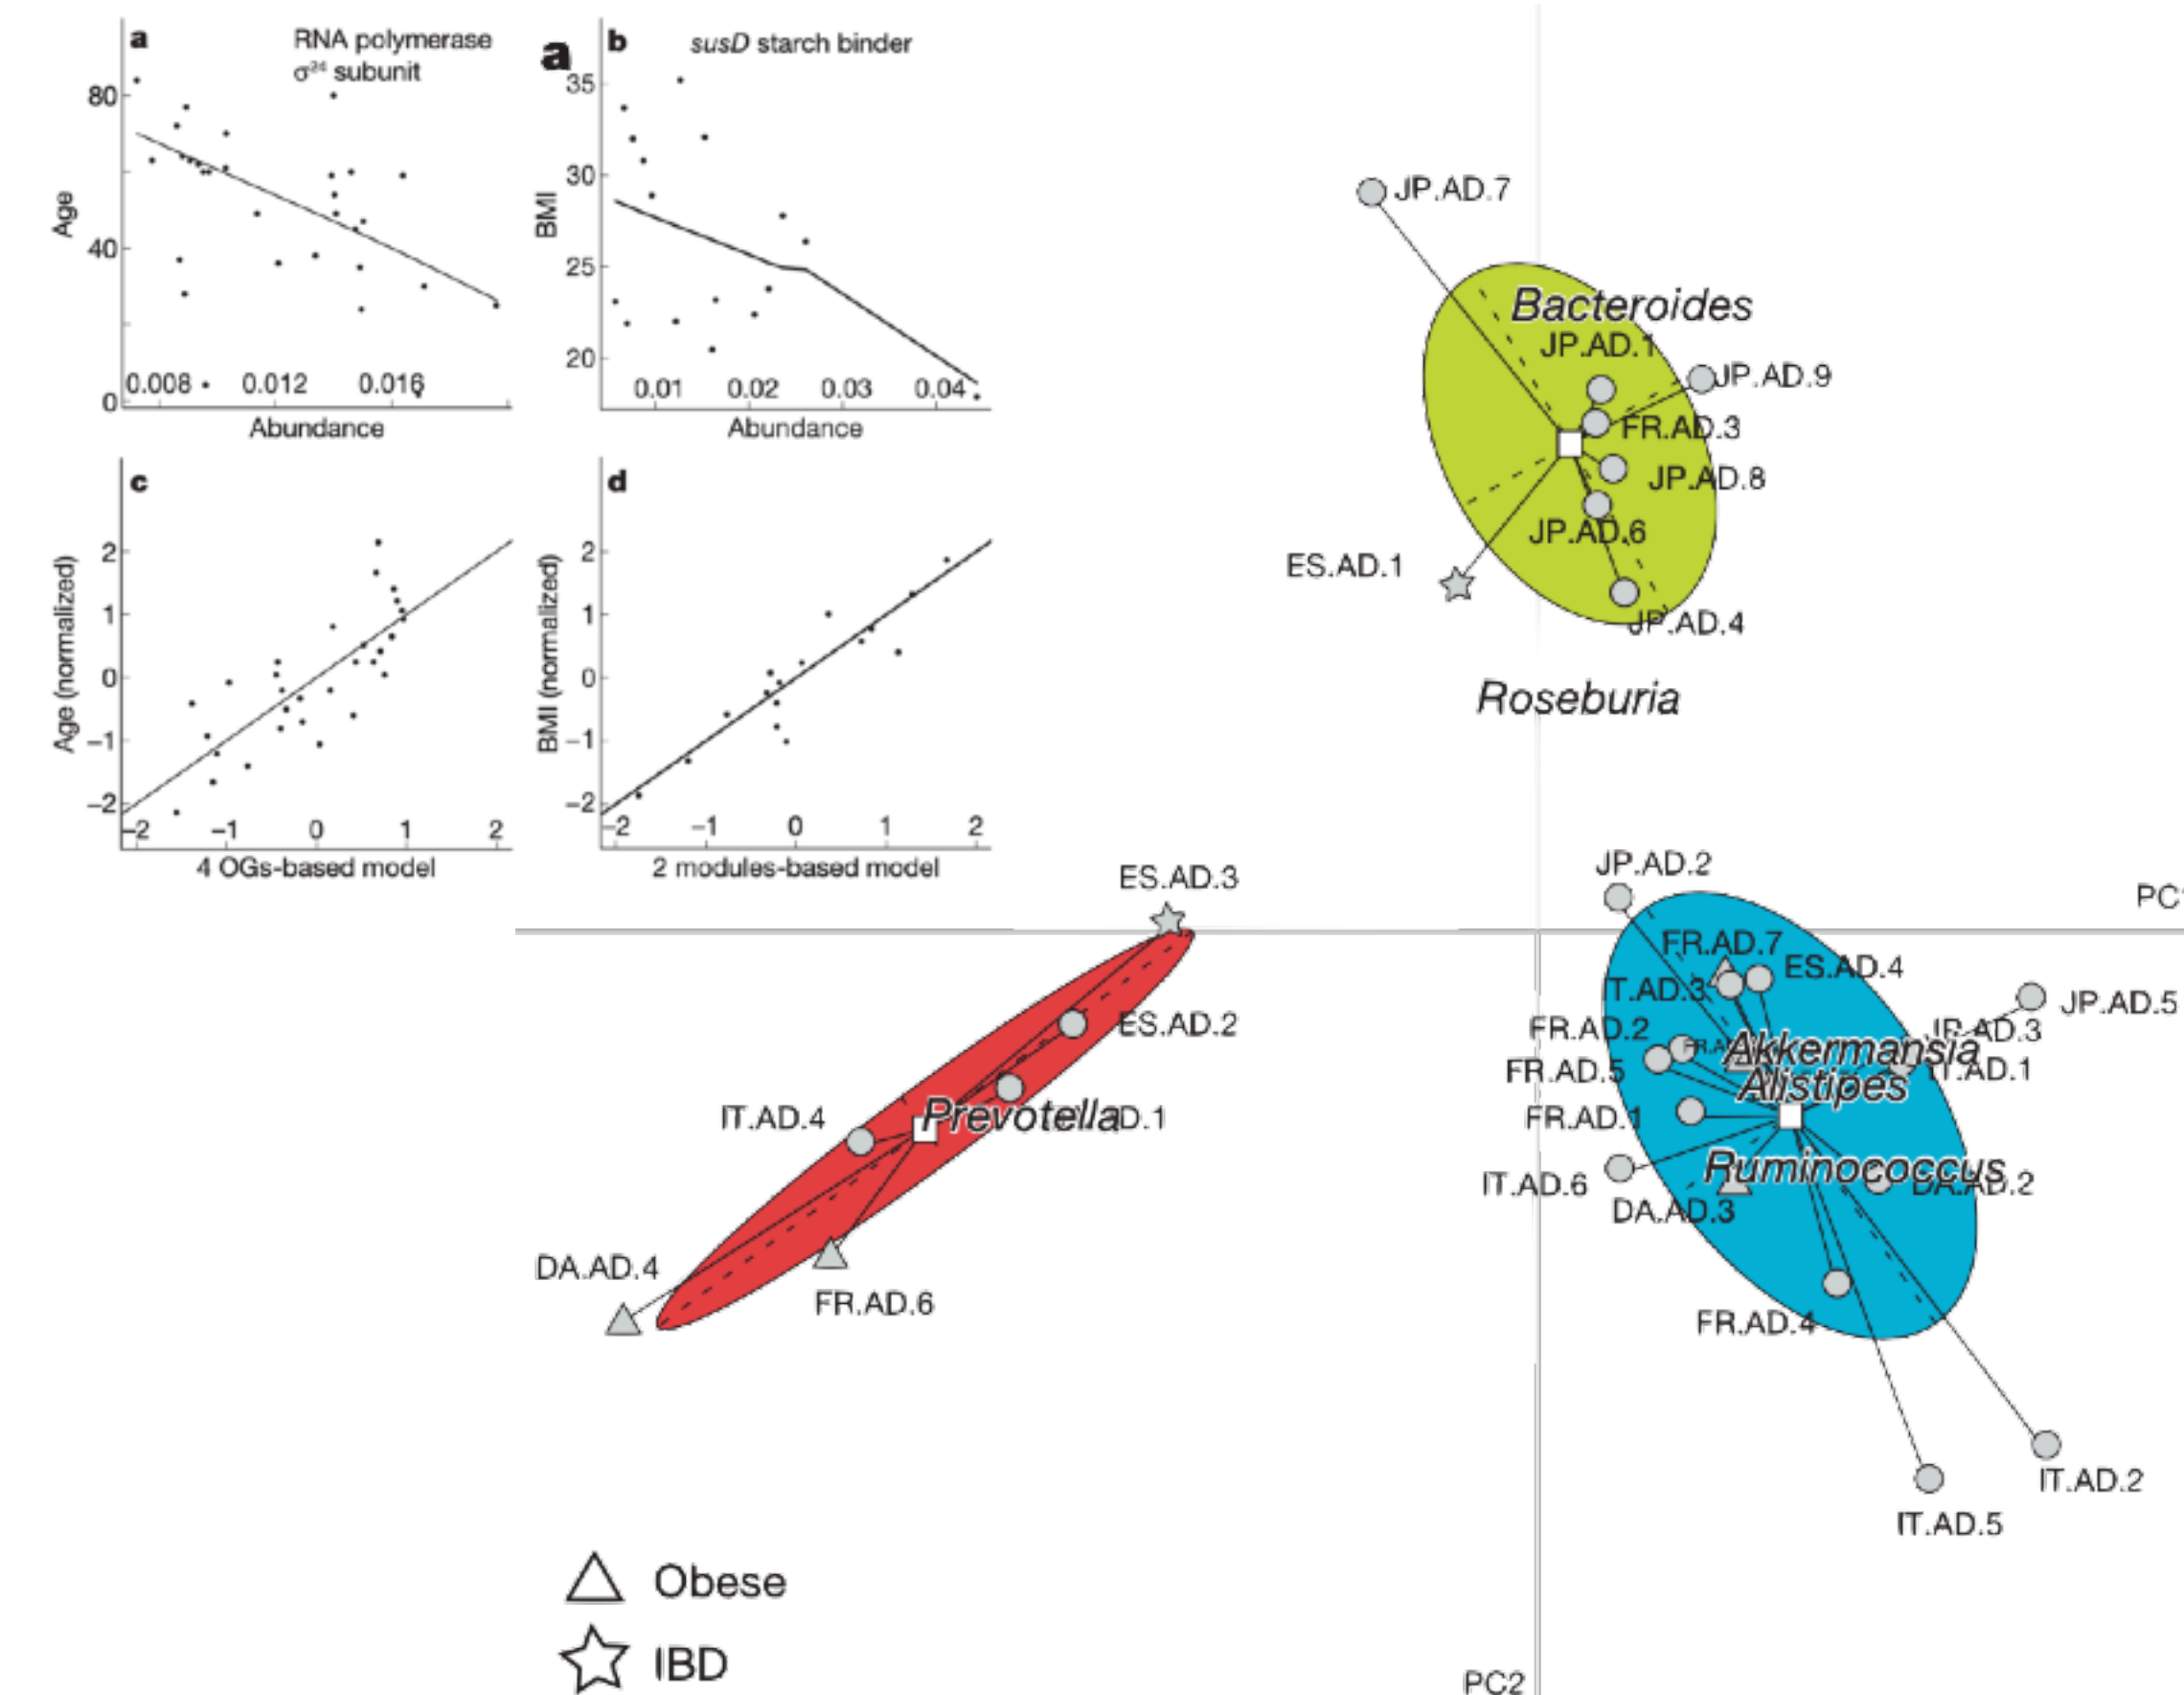 a
RNA polymerase
σ²⁴ subunit
80
40
0
Age
0.008
0.012
0.016
Abundance
a
b
susD starch binder
35
30
25
20
BMI
0.01
0.02
0.03
0.04
Abundance
c
2
1
0
−1
−2
Age (normalized)
−2
−1
0
1
2
4 OGs-based model
d
2
1
0
−1
−2
BMI (normalized)
−2
−1
0
1
2
2 modules-based model
JP.AD.7
Bacteroides
JP.AD.1
JP.AD.9
FR.AD.3
JP.AD.8
JP.AD.6
ES.AD.1
JP.AD.4
Roseburia
JP.AD.2
ES.AD.3
FR.AD.7
ES.AD.4
IT.AD.3
JP.AD.5
FR.AD.2
JP.AD.3
Akkermansia
ES.AD.2
FR.AD.5
IT.AD.1
Alistipes
IT.AD.4
Prevotella
FR.AD.1
Ruminococcus
IT.AD.6
DA.AD.2
DA.AD.3
DA.AD.4
FR.AD.6
FR.AD.4
IT.AD.2
IT.AD.5
Obese
IBD
PC2